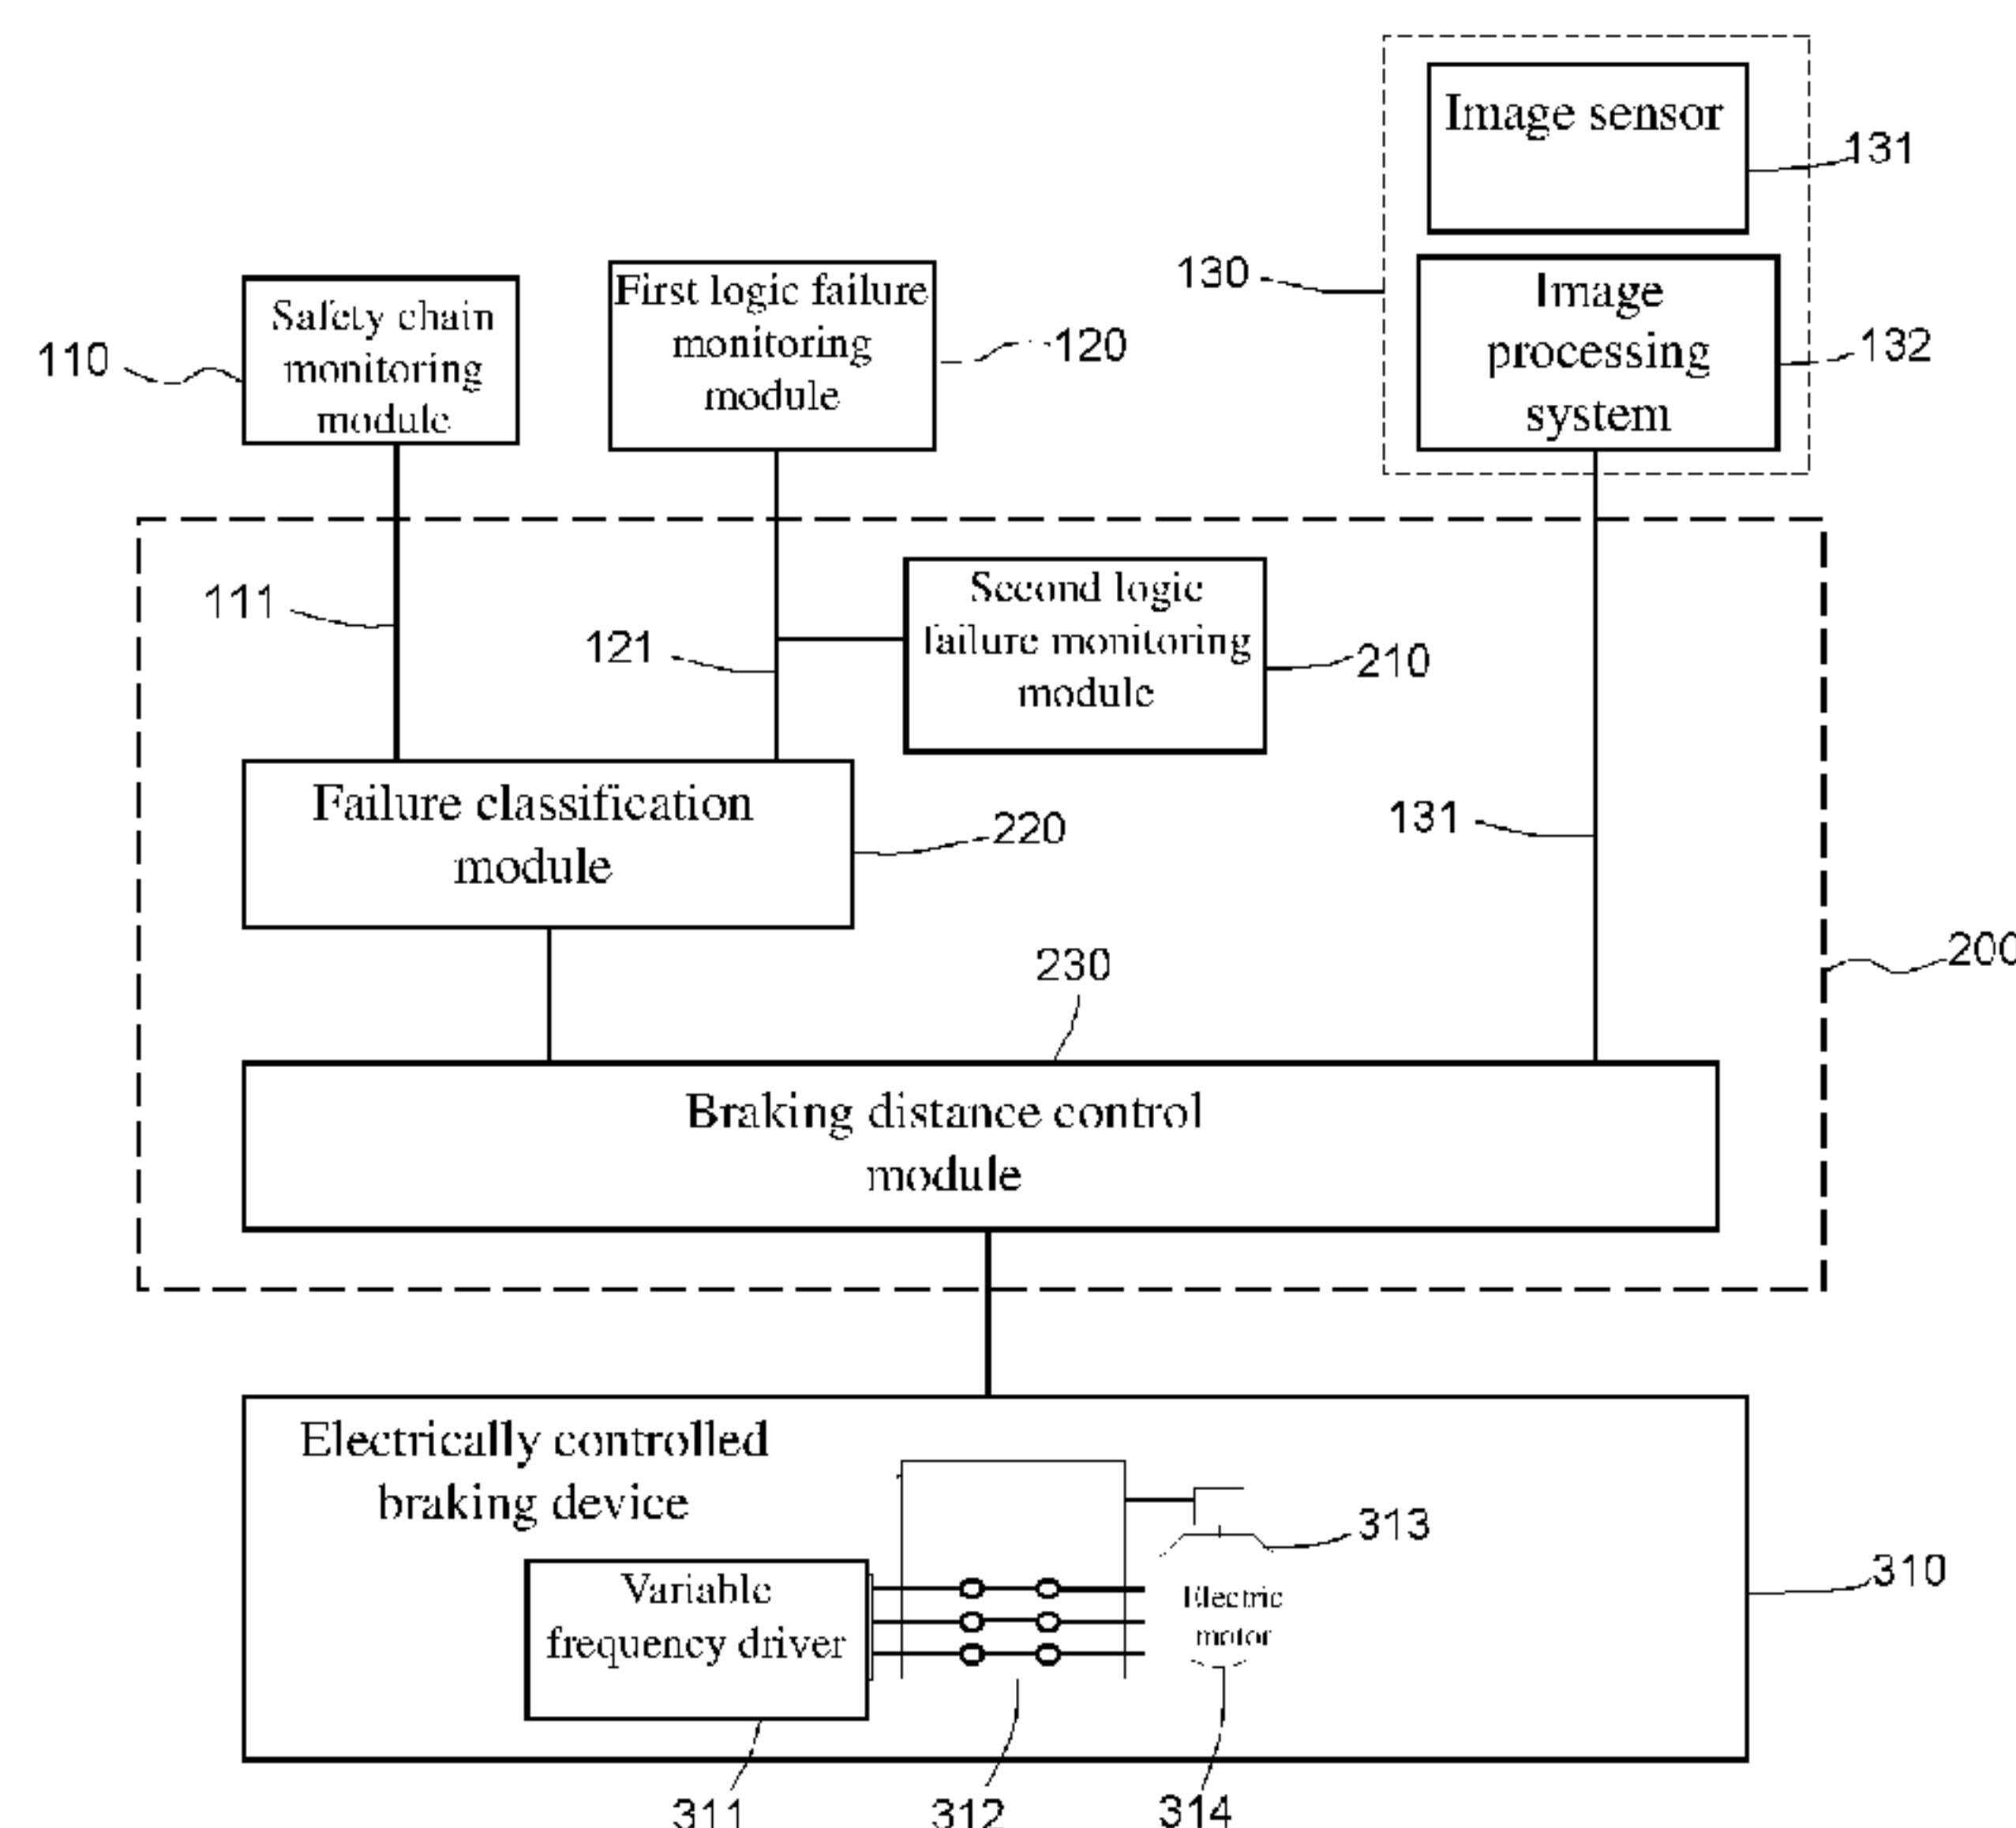 Image sensor
131
130
Image
processing
system
132
110
Safety chain
monitoring
module
First logic failure
monitoring
module
120
111
121
Second logic
failure monitoring
module
210
Failure classification
module
220
131
200
230
Braking distance control
module
Electrically controlled
braking device
313
310
Variable
frequency driver
Electric
motor
311
312
314